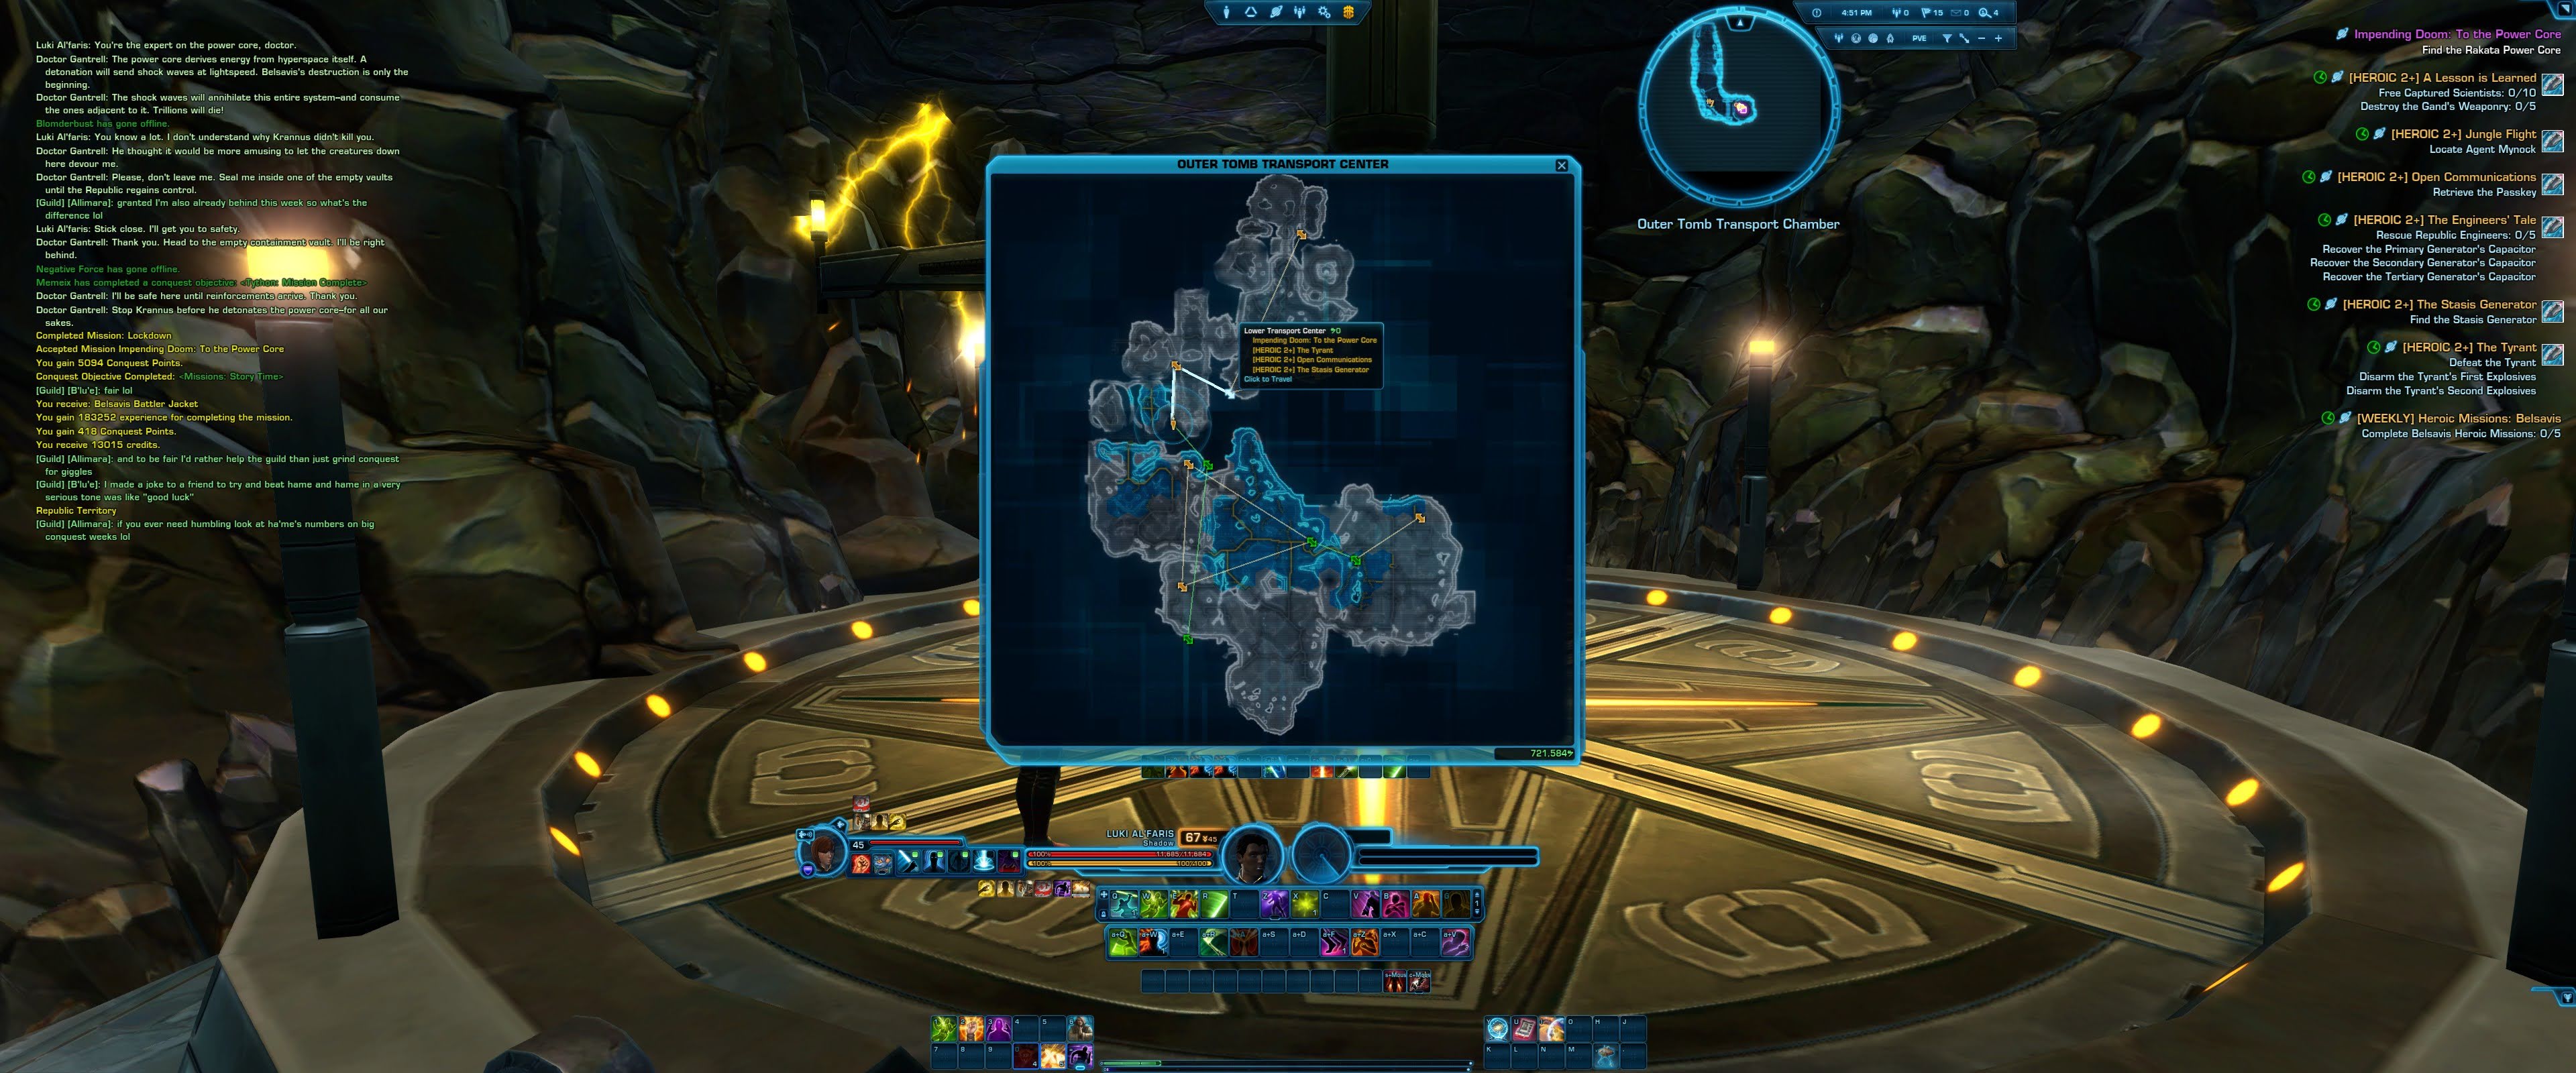 Luki Al'faris: You're the expert on the power core, doctor.
Doctor Gantrell: The power core derives energy from hyperspace itself. A
detonation will send shock waves at lightspeed. Belsavis's destruction is only the
beginning.
Doctor Gantrell: The shock waves will annihilate this entire system—and consume
the ones adjacent to it. Trillions will die!
Blomderbust has gone offline.
Luki Al'faris: You know a lot. I don't understand why Krannus didn't kill you.
Doctor Gantrell: He thought it would be more amusing to let the creatures down
here devour me.
Doctor Gantrell: Please, don't leave me. Seal me inside one of the empty vaults
until the Republic regains control.
[Guild] [Allimara]: granted I'm also already behind this week so what's the
difference lol
Luki Al'faris: Stick close. I'll get you to safety.
Doctor Gantrell: Thank you. Head to the empty containment vault. I'll be right
behind.
Negative Force has gone offline.
Memeix has completed a conquest objective: <Tython: Mission Complete>
Doctor Gantrell: I'll be safe here until reinforcements arrive. Thank you.
Doctor Gantrell: Stop Krannus before he detonates the power core—for all our
sakes.
Completed Mission: Lockdown
Accepted Mission Impending Doom: To the Power Core
You gain 5094 Conquest Points.
Conquest Objective Completed: <Missions: Story Time>
[Guild] [B'lu'e]: fair lol
You receive: Belsavis Battler Jacket
You gain 183252 experience for completing the mission.
You gain 418 Conquest Points.
You receive 13015 credits.
[Guild] [Allimara]: and to be fair I'd rather help the guild than just grind conquest
for giggles
[Guild] [B'lu'e]: I made a joke to a friend to try and beat hame and hame in a very
serious tone was like "good luck"
Republic Territory
[Guild] [Allimara]: if you ever need humbling look at ha'me's numbers on big
conquest weeks lol
OUTER TOMB TRANSPORT CENTER
Lower Transport Center 0
Impending Doom: To the Power Core
[HEROIC 2+] The Tyrant
[HEROIC 2+] Open Communications
[HEROIC 2+] The Stasis Generator
Click to Travel
721,584
4:51 PM 0 15 0 4
PVE
Outer Tomb Transport Chamber
Impending Doom: To the Power Core
Find the Rakata Power Core
[HEROIC 2+] A Lesson is Learned
Free Captured Scientists: 0/10
Destroy the Gand's Weaponry: 0/5
[HEROIC 2+] Jungle Flight
Locate Agent Mynock
[HEROIC 2+] Open Communications
Retrieve the Passkey
[HEROIC 2+] The Engineers' Tale
Rescue Republic Engineers: 0/5
Recover the Primary Generator's Capacitor
Recover the Secondary Generator's Capacitor
Recover the Tertiary Generator's Capacitor
[HEROIC 2+] The Stasis Generator
Find the Stasis Generator
[HEROIC 2+] The Tyrant
Defeat the Tyrant
Disarm the Tyrant's First Explosives
Disarm the Tyrant's Second Explosives
[WEEKLY] Heroic Missions: Belsavis
Complete Belsavis Heroic Missions: 0/5
45
LUKI AL'FARIS
Shadow
67 45
100% 11,685/11,684
100% 100/100
R T Z X C V B A
a+Q a+W a+E a+S a+D a+F a+Z a+X a+C a+V
4 5
7 8 9
U O H J
K L N M